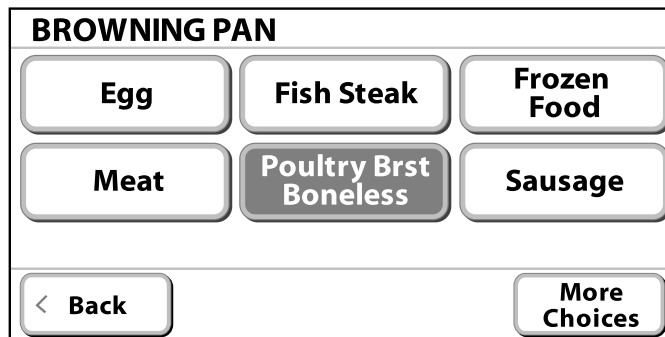 BROWNING PAN
Egg
Fish Steak
Frozen
Food
Meat
Poultry Brst
Boneless
Sausage
< Back
More
Choices